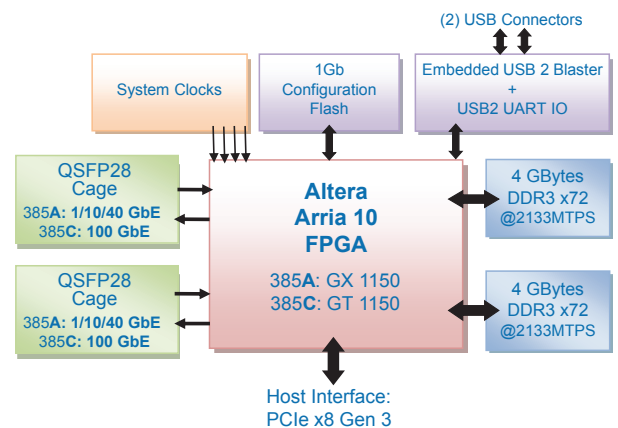 (2) USB Connectors
System Clocks
1Gb
Configuration
Flash
Embedded USB 2 Blaster
+
USB2 UART IO
QSFP28
Cage
385A: 1/10/40 GbE
385C: 100 GbE
QSFP28
Cage
385A: 1/10/40 GbE
385C: 100 GbE
Altera
Arria 10
FPGA
385A: GX 1150
385C: GT 1150
4 GBytes
DDR3 x72
@2133MTPS
4 GBytes
DDR3 x72
@2133MTPS
Host Interface:
PCIe x8 Gen 3